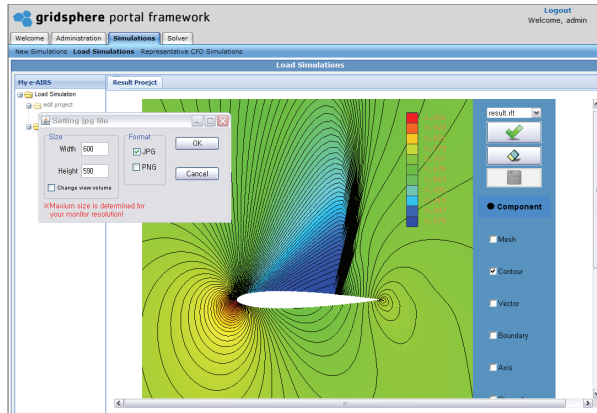 gridsphere portal framework
Logout
Welcome, admin
Welcome Administration Simulations Solver
New Simulations Load Simulations Representative CFD Simulations
Load Simulations
My e-AIRS
Result Proejct
Load Simulation
edit project
Setting jpg file
Size
Width 600
Height 590
Change view volume
Format
JPG
PNG
OK
Cancel
※Maxium size is determined for
your monitor resolution!
result.rlt
Component
Mesh
Contour
Vector
Boundary
Axis